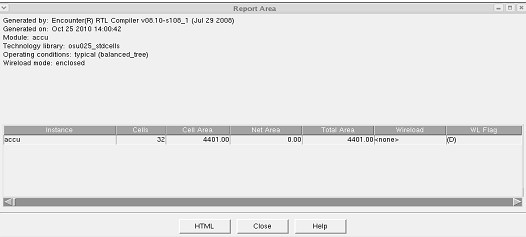 Report Area
Generated by: Encounter(R) RTL Compiler v08.10-s108_1 (Jul 29 2008)
Generated on: Oct 25 2010 14:00:42
Module: accu
Technology library: osu025_stdcells
Operating conditions: typical (balanced_tree)
Wireload mode: enclosed
Instance Cells Cell Area Net Area Total Area Wireload WL Flag
accu 32 4401.00 0.00 4401.00 <none> (D)
HTML Close Help